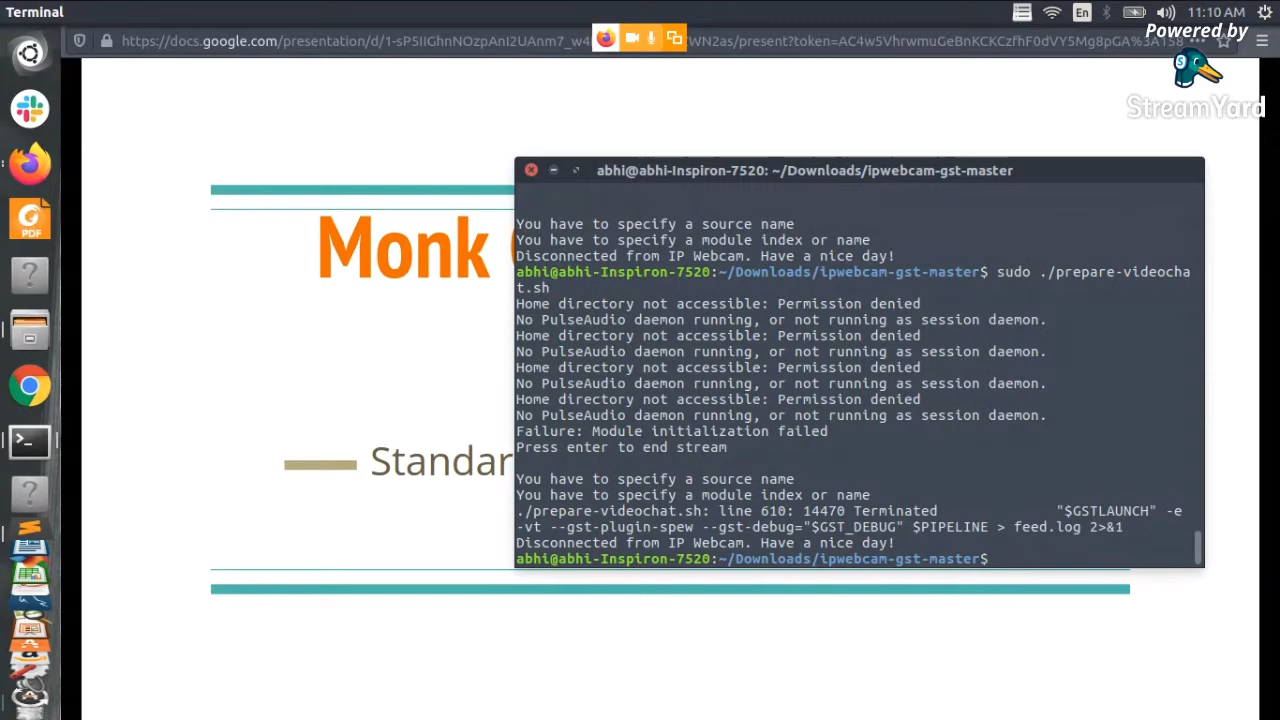 Terminal
En
11:10 AM
https://docs.google.com/presentation/d/1-sP5IIGhnNOzpAnI2UAnm7_w4
WN2as/present?token=AC4w5VhrwmuGeBnKCKCzfhF0dVY5Mg8pGA%3A158
Powered by
S
StreamYard
PDF
Monk
Standar
abhi@abhi-Inspiron-7520: ~/Downloads/ipwebcam-gst-master
You have to specify a source name
You have to specify a module index or name
Disconnected from IP Webcam. Have a nice day!
abhi@abhi-Inspiron-7520:~/Downloads/ipwebcam-gst-master$ sudo ./prepare-videocha
t.sh
Home directory not accessible: Permission denied
No PulseAudio daemon running, or not running as session daemon.
Home directory not accessible: Permission denied
No PulseAudio daemon running, or not running as session daemon.
Home directory not accessible: Permission denied
No PulseAudio daemon running, or not running as session daemon.
Home directory not accessible: Permission denied
No PulseAudio daemon running, or not running as session daemon.
Failure: Module initialization failed
Press enter to end stream
You have to specify a source name
You have to specify a module index or name
./prepare-videochat.sh: line 610: 14470 Terminated "$GSTLAUNCH" -e
-vt --gst-plugin-spew --gst-debug="$GST_DEBUG" $PIPELINE > feed.log 2>&1
Disconnected from IP Webcam. Have a nice day!
abhi@abhi-Inspiron-7520:~/Downloads/ipwebcam-gst-master$